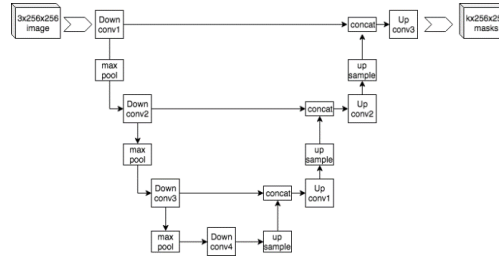 3x256x256
image
Down
conv1
concat
Up
conv3
kx256x25
masks
max
pool
up
sample
Down
conv2
concat
Up
conv2
max
pool
up
sample
Down
conv3
concat
Up
conv1
max
pool
Down
conv4
up
sample